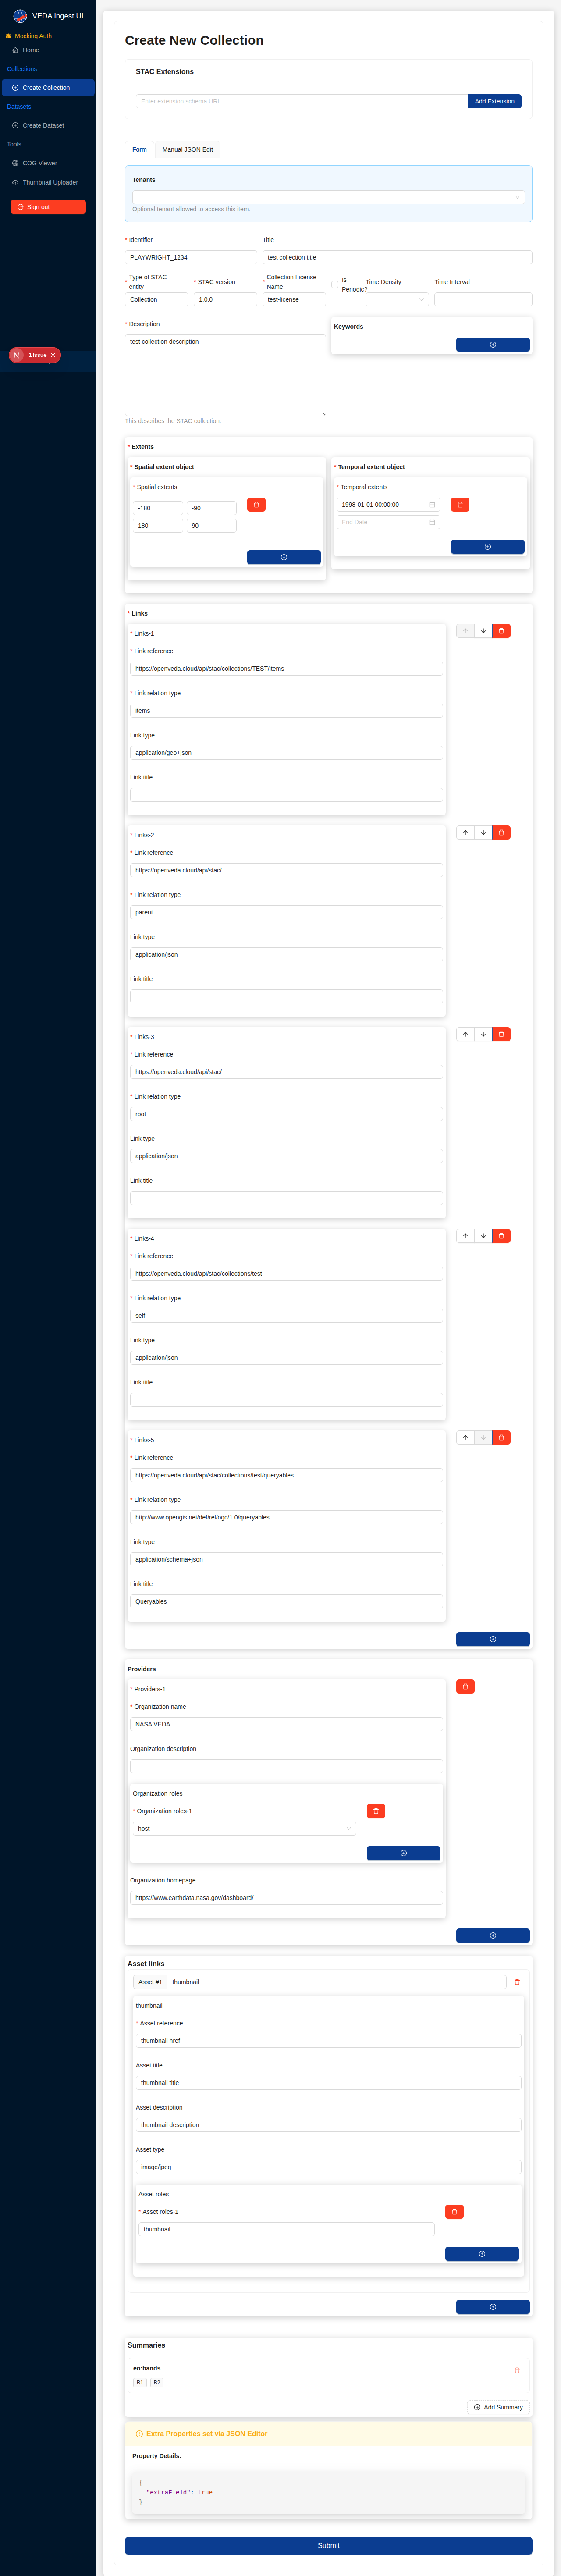 VEDA Ingest UI
Mocking Auth
Home
Collections
Create Collection
Datasets
Create Dataset
Tools
COG Viewer
Thumbnail Uploader
Sign out
N 1 Issue
Create New Collection
STAC Extensions
Enter extension schema URL
Add Extension
Form Manual JSON Edit
Tenants
Optional tenant allowed to access this item.
* Identifier Title
PLAYWRIGHT_1234 test collection title
* Type of STAC entity * STAC version * Collection License Name Is Periodic? Time Density Time Interval
Collection 1.0.0 test-license
* Description
Keywords
test collection description
This describes the STAC collection.
* Extents
* Spatial extent object * Temporal extent object
* Spatial extents * Temporal extents
-180 -90 1998-01-01 00:00:00
180 90 End Date
* Links
* Links-1
* Link reference
https://openveda.cloud/api/stac/collections/TEST/items
* Link relation type
items
Link type
application/geo+json
Link title
* Links-2
* Link reference
https://openveda.cloud/api/stac/
* Link relation type
parent
Link type
application/json
Link title
* Links-3
* Link reference
https://openveda.cloud/api/stac/
* Link relation type
root
Link type
application/json
Link title
* Links-4
* Link reference
https://openveda.cloud/api/stac/collections/test
* Link relation type
self
Link type
application/json
Link title
* Links-5
* Link reference
https://openveda.cloud/api/stac/collections/test/queryables
* Link relation type
http://www.opengis.net/def/rel/ogc/1.0/queryables
Link type
application/schema+json
Link title
Queryables
Providers
* Providers-1
* Organization name
NASA VEDA
Organization description
Organization roles
* Organization roles-1
host
Organization homepage
https://www.earthdata.nasa.gov/dashboard/
Asset links
Asset #1 thumbnail
thumbnail
* Asset reference
thumbnail href
Asset title
thumbnail title
Asset description
thumbnail description
Asset type
image/jpeg
Asset roles
* Asset roles-1
thumbnail
Summaries
eo:bands
B1 B2
Add Summary
Extra Properties set via JSON Editor
Property Details:
{
"extraField": true
}
Submit